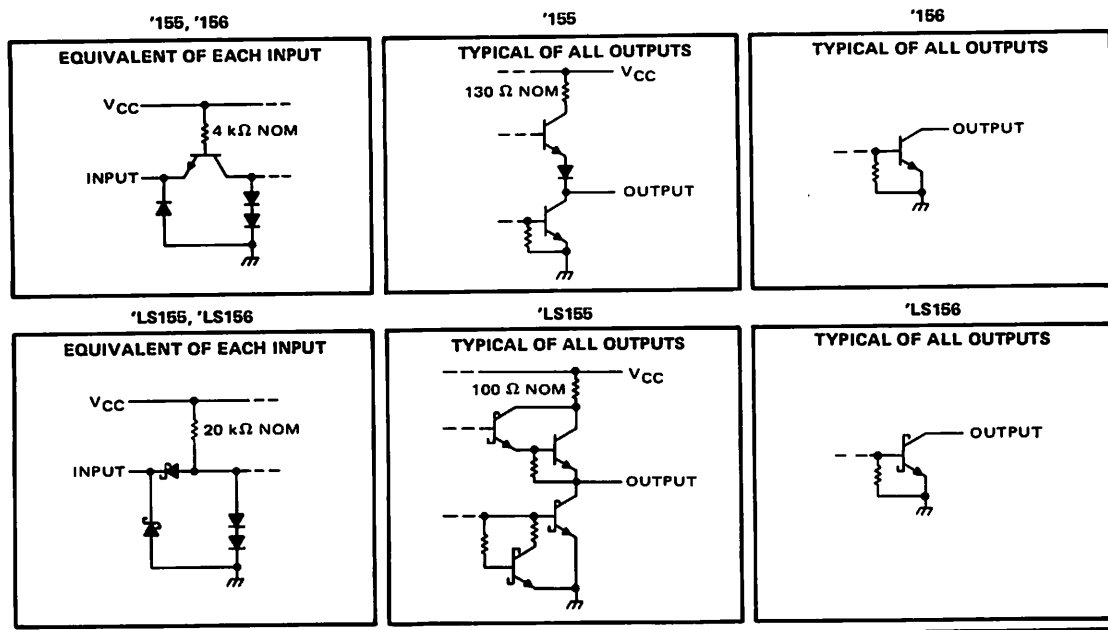 '155, '156
EQUIVALENT OF EACH INPUT
VCC
4 kΩ NOM
INPUT
'155
TYPICAL OF ALL OUTPUTS
VCC
130 Ω NOM
OUTPUT
'156
TYPICAL OF ALL OUTPUTS
OUTPUT
'LS155, 'LS156
EQUIVALENT OF EACH INPUT
VCC
20 kΩ NOM
INPUT
'LS155
TYPICAL OF ALL OUTPUTS
VCC
100 Ω NOM
OUTPUT
'LS156
TYPICAL OF ALL OUTPUTS
OUTPUT